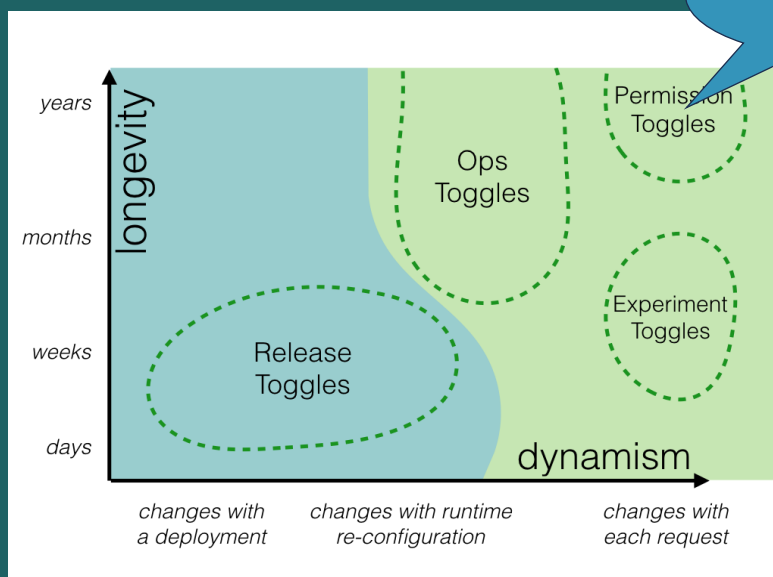 years
longevity
Permission
Toggles
Ops
Toggles
months
Experiment
Toggles
weeks
Release
Toggles
days
dynamism
changes with
a deployment
changes with runtime
re-configuration
changes with
each request